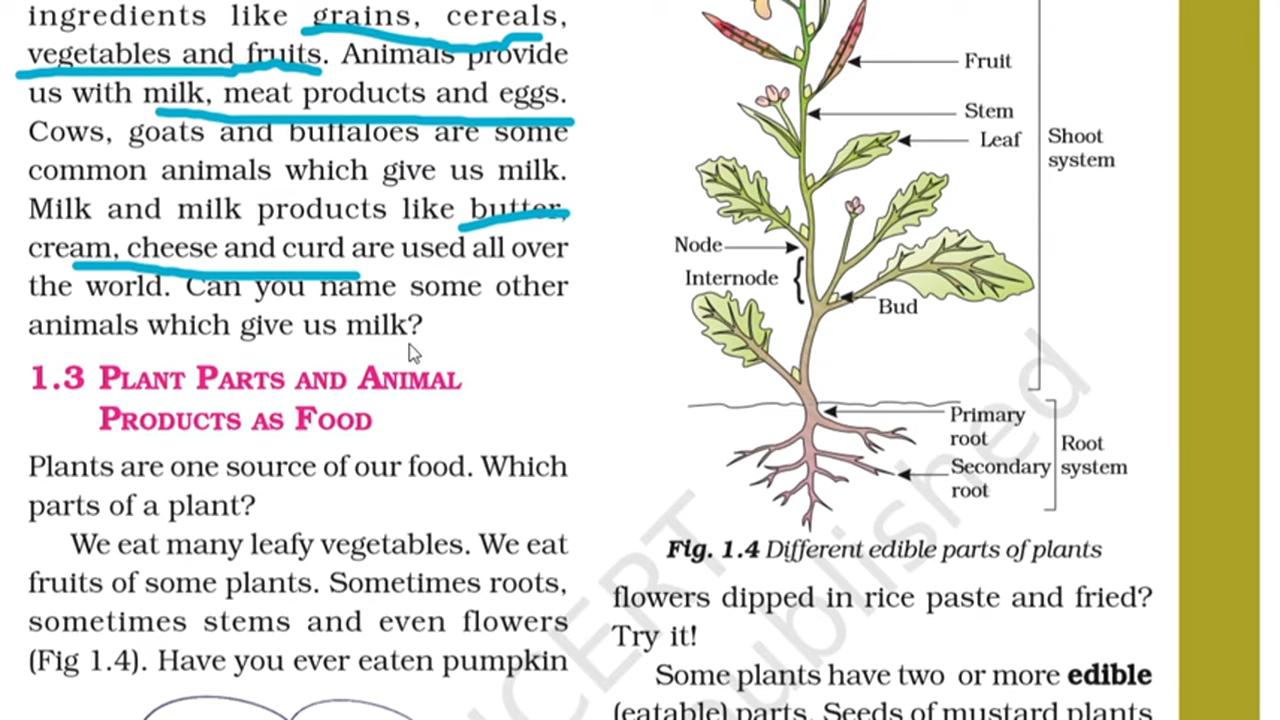 ingredients like grains, cereals,
vegetables and fruits. Animals provide
us with milk, meat products and eggs.
Cows, goats and buffaloes are some
common animals which give us milk.
Milk and milk products like butter,
cream, cheese and curd are used all over
the world. Can you name some other
animals which give us milk?
1.3 PLANT PARTS AND ANIMAL
PRODUCTS AS FOOD
Plants are one source of our food. Which
parts of a plant?
We eat many leafy vegetables. We eat
fruits of some plants. Sometimes roots,
sometimes stems and even flowers
(Fig 1.4). Have you ever eaten pumpkin
Fruit
Stem
Leaf
Shoot
system
Node
Internode
Bud
Primary
root
Secondary
root
Root
system
Fig. 1.4 Different edible parts of plants
flowers dipped in rice paste and fried?
Try it!
Some plants have two or more edible
(eatable) parts. Seeds of mustard plants
NCERT
published